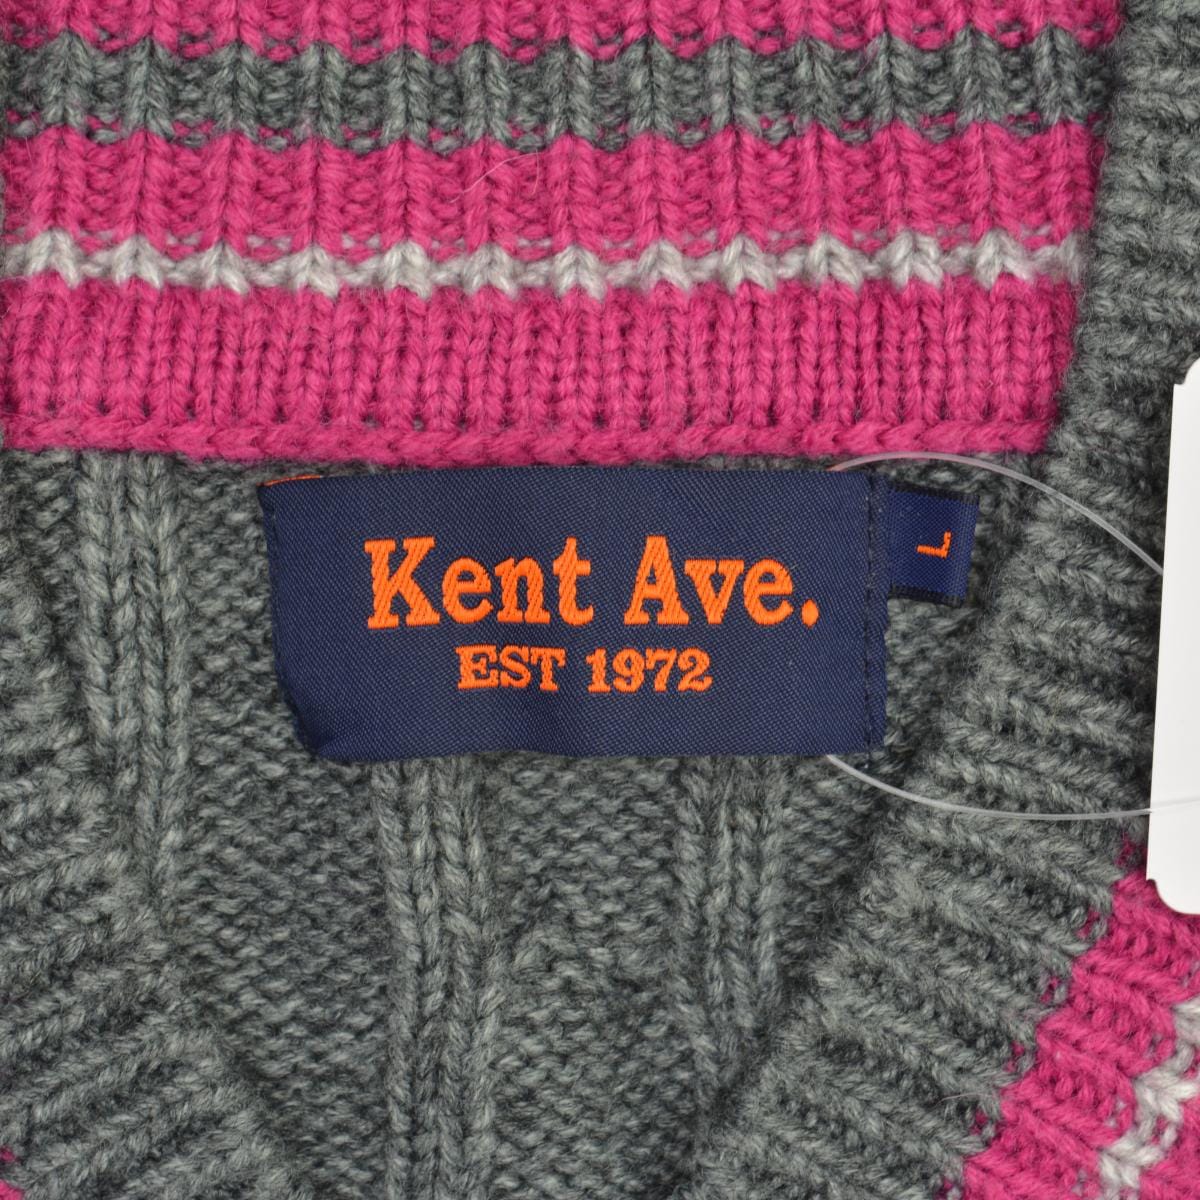 Kent Ave.
EST 1972
L